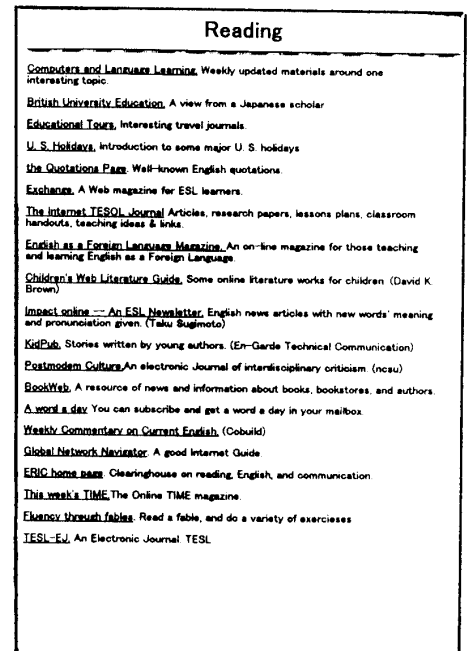 Reading
Computers and Language Learning, Weekly updated materials around one
interesting topic.
British University Education, A view from a Japanese scholar
Educational Tours, Interesting travel journals.
U. S. Holidays, Introduction to some major U. S. holidays
the Quotations Page. Well-known English quotations.
Exchange, A Web magazine for ESL learners.
The Internet TESOL Journal Articles, research papers, lessons plans, classroom
handouts, teaching ideas & links.
English as a Foreign Language Magazine, An on-line magazine for those teaching
and learning English as a Foreign Language.
Children's Web Literature Guide, Some online literature works for children. (David K.
Brown)
Impact online -- An ESL Newsletter, English news articles with new words' meaning
and pronunciation given. (Taku Sugimoto)
KidPub, Stories written by young authors. (En-Garde Technical Communication)
Postmodern Culture,An electronic Journal of interdisciplinary criticism. (ncsu)
BookWeb, A resource of news and information about books, bookstores, and authors.
A word a day You can subscribe and get a word a day in your mailbox
Weekly Commentary on Current English, (Cobuild)
Global Network Navigator. A good Internet Guide.
ERIC home page. Clearinghouse on reading, English, and communication.
This week's TIME,The Online TIME magazine.
Fluency through fables. Read a fable, and do a variety of exercieses
TESL-EJ, An Electronic Journal. TESL